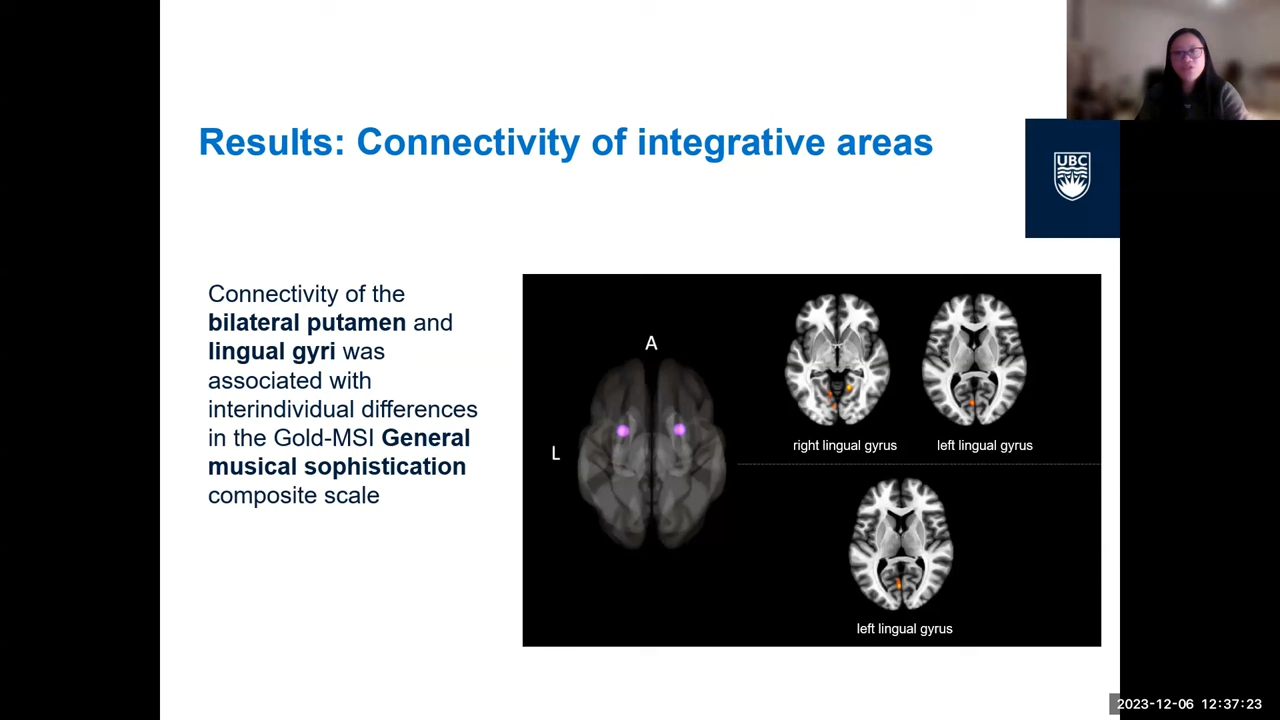 Results: Connectivity of integrative areas
UBC
Connectivity of the
bilateral putamen and
lingual gyri was
associated with
interindividual differences
in the Gold-MSI General
musical sophistication
composite scale
A
L
right lingual gyrus
left lingual gyrus
left lingual gyrus
2023-12-06 12:37:23